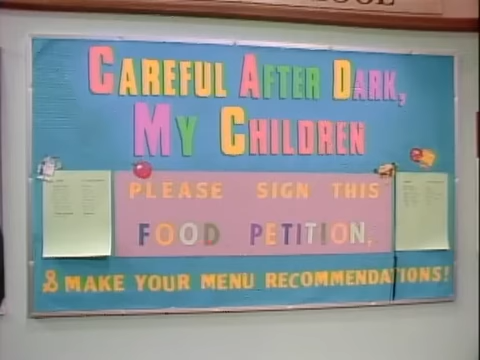 CAREFUL AFTER DARK,
MY CHILDREN
PLEASE SIGN THIS
FOOD PETITION,
& MAKE YOUR MENU RECOMMENDATIONS!